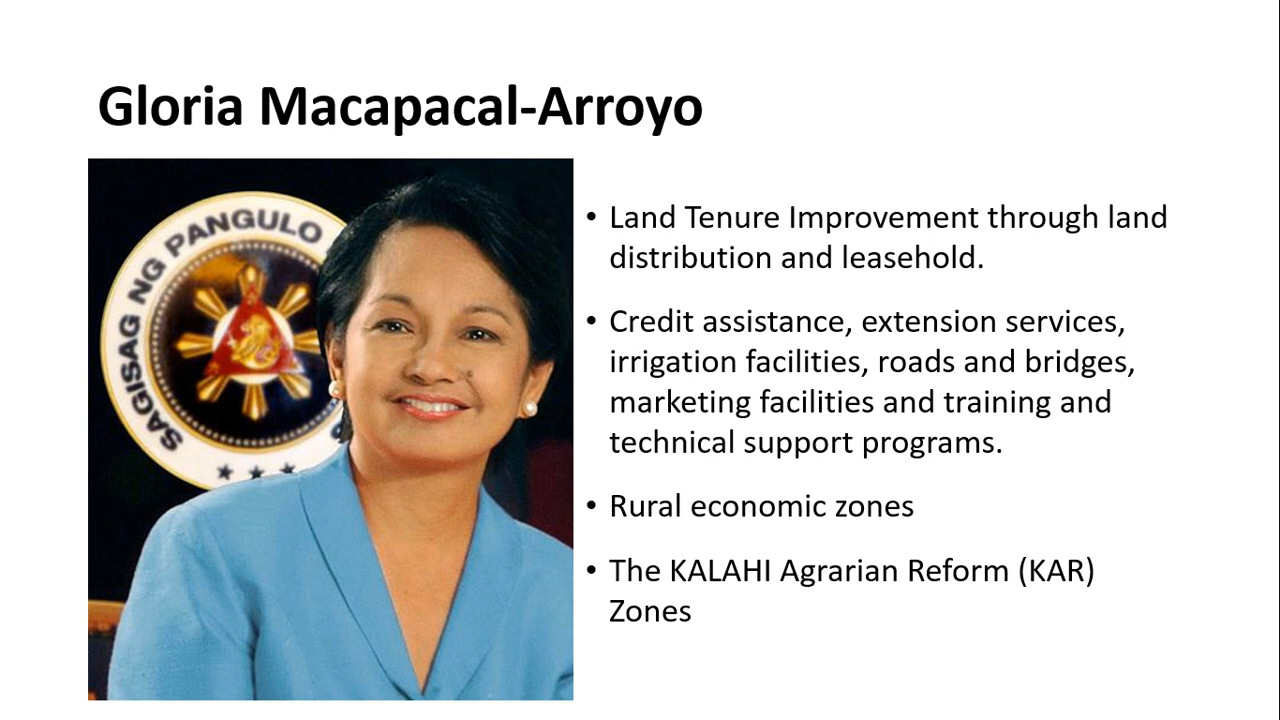 Gloria Macapacal-Arroyo
SAGISAG NG PANGULO
• Land Tenure Improvement through land
distribution and leasehold.
• Credit assistance, extension services,
irrigation facilities, roads and bridges,
marketing facilities and training and
technical support programs.
• Rural economic zones
• The KALAHI Agrarian Reform (KAR)
Zones